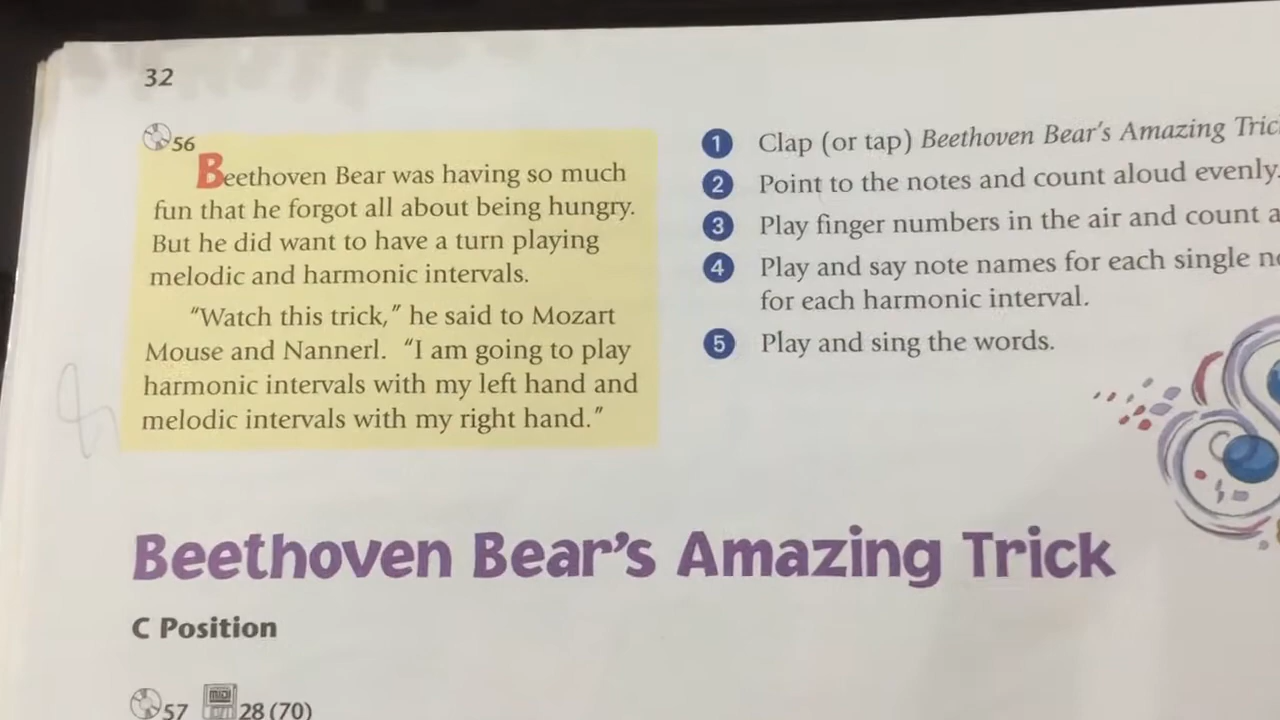 32
56
Beethoven Bear was having so much
fun that he forgot all about being hungry.
But he did want to have a turn playing
melodic and harmonic intervals.
"Watch this trick," he said to Mozart
Mouse and Nannerl. "I am going to play
harmonic intervals with my left hand and
melodic intervals with my right hand."
1 Clap (or tap) Beethoven Bear's Amazing
2 Point to the notes and count aloud evenly.
3 Play finger numbers in the air and count
4 Play and say note names for each single
for each harmonic interval.
5 Play and sing the words.
Beethoven Bear's Amazing Trick
C Position
57 MIDI 28 (70)